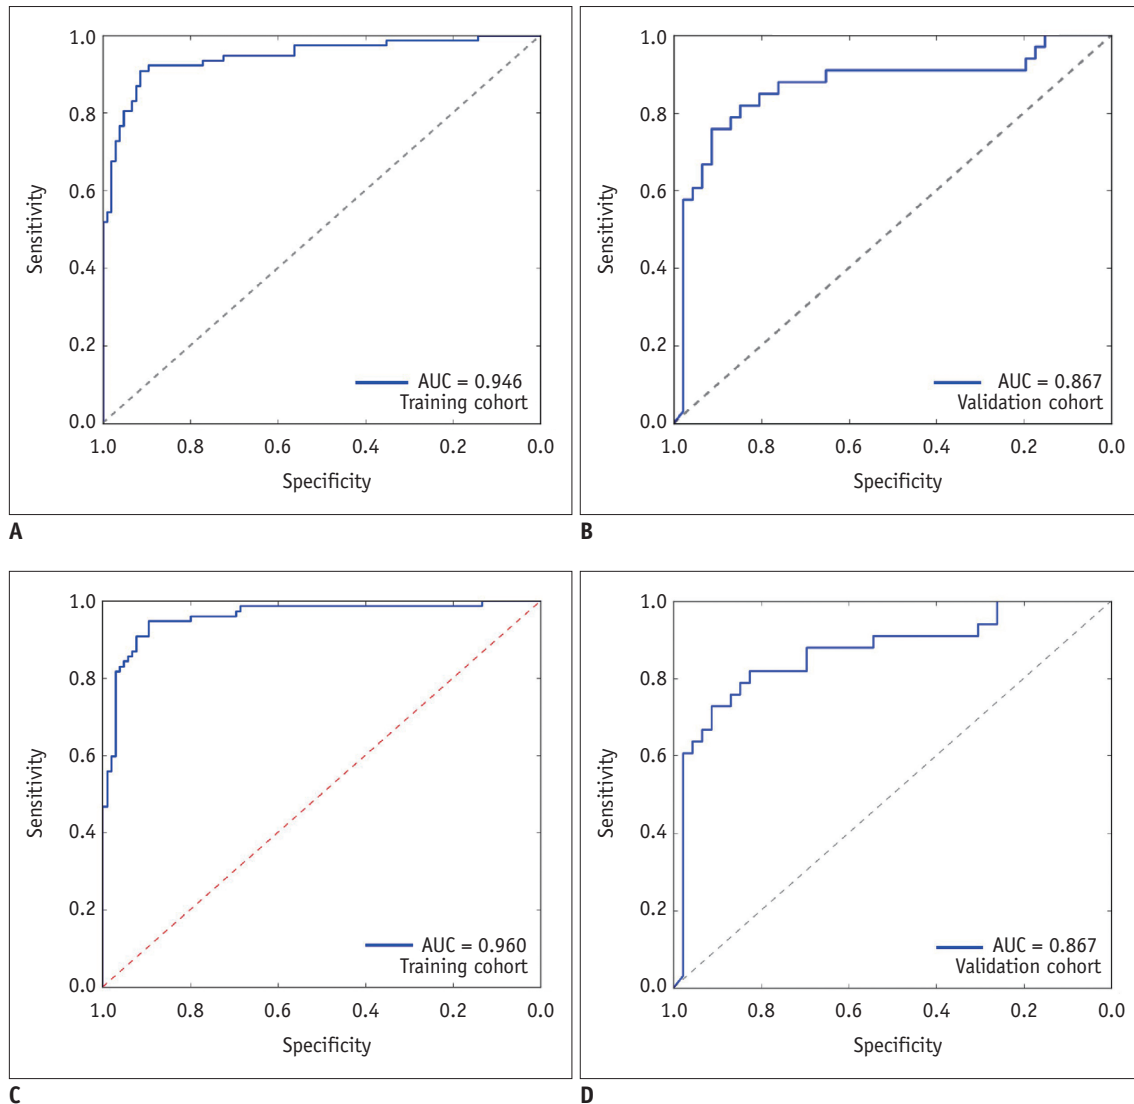 1.0
0.8
0.6
0.4
0.2
0.0
Sensitivity
AUC = 0.946
Training cohort
1.0 0.8 0.6 0.4 0.2 0.0
Specificity
A
1.0
0.8
0.6
0.4
0.2
0.0
Sensitivity
AUC = 0.867
Validation cohort
1.0 0.8 0.6 0.4 0.2 0.0
Specificity
B
1.0
0.8
0.6
0.4
0.2
0.0
Sensitivity
AUC = 0.960
Training cohort
1.0 0.8 0.6 0.4 0.2 0.0
Specificity
C
1.0
0.8
0.6
0.4
0.2
0.0
Sensitivity
AUC = 0.867
Validation cohort
1.0 0.8 0.6 0.4 0.2 0.0
Specificity
D